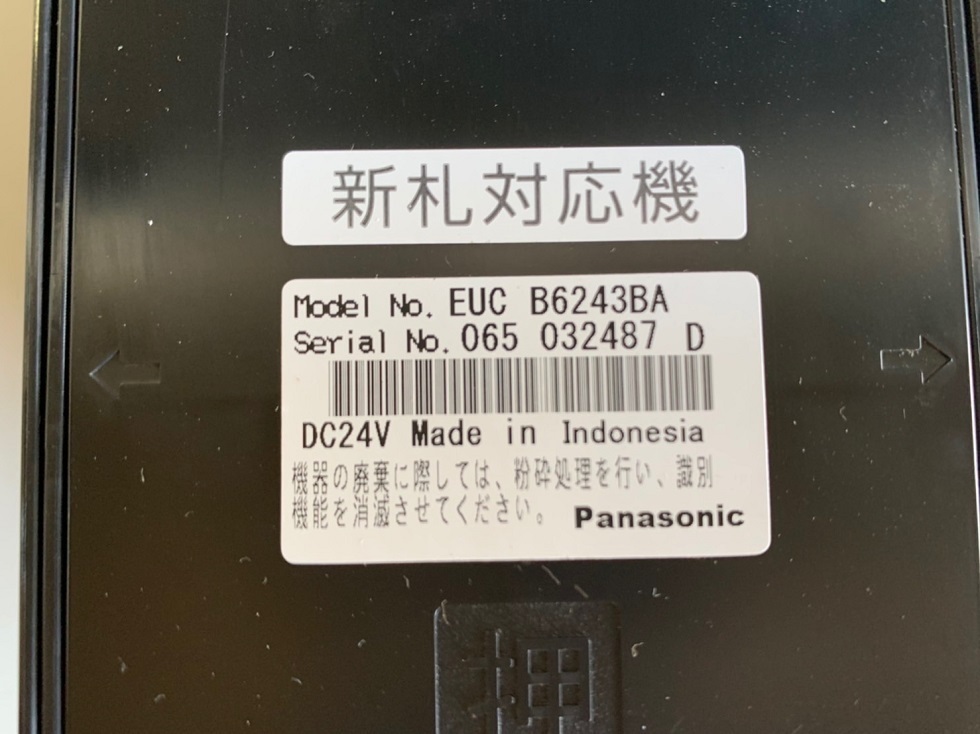 新札対応機
Model No. EUC B6243BA
Serial No. 065 032487 D
DC24V Made in Indonesia
機器の廃棄に際しては、粉砕処理を行い、識別
機能を消滅させてください。
Panasonic
押